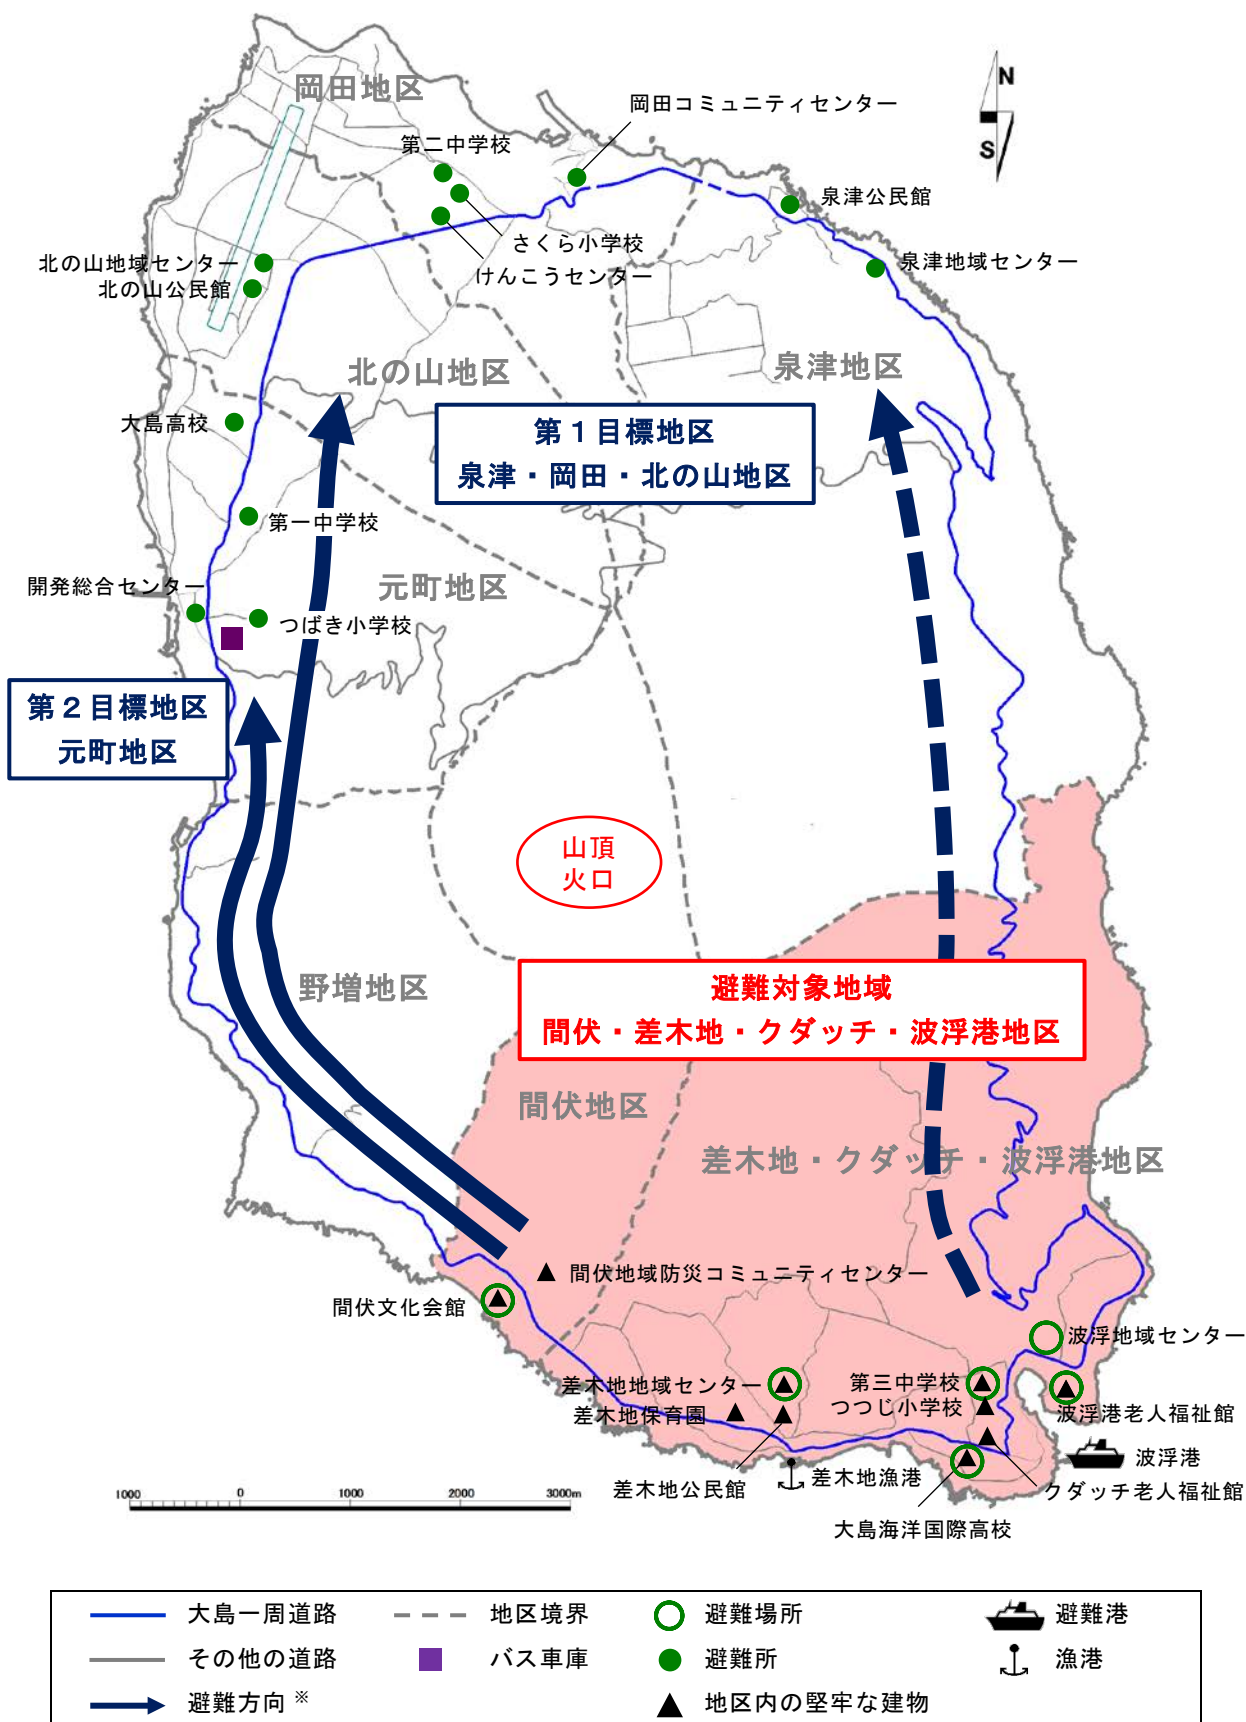 岡田地区
N
S
岡田コミュニティセンター
第二中学校
泉津公民館
さくら小学校
けんこうセンター
泉津地域センター
北の山地域センター
北の山公民館
北の山地区
泉津地区
大島高校
第1目標地区
泉津・岡田・北の山地区
第一中学校
元町地区
開発総合センター
つばき小学校
第2目標地区
元町地区
山頂
火口
野増地区
避難対象地域
間伏・差木地・クダッチ・波浮港地区
間伏地区
差木地・クダッチ・波浮港地区
間伏地域防災コミュニティセンター
間伏文化会館
波浮地域センター
差木地地域センター
第三中学校
差木地保育園
つつじ小学校
波浮港老人福祉館
差木地公民館
差木地漁港
波浮港
クダッチ老人福祉館
大島海洋国際高校
1000 0 1000 2000 3000m
大島一周道路 地区境界 避難場所 避難港
その他の道路 バス車庫 避難所 漁港
避難方向※ 地区内の堅牢な建物